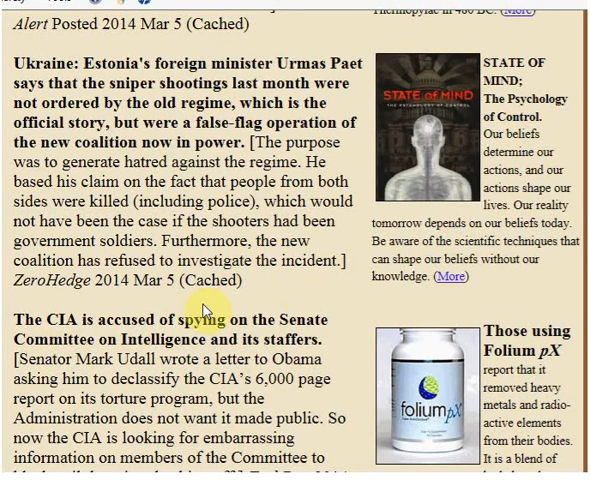 Alert Posted 2014 Mar 5 (Cached)
Ukraine: Estonia's foreign minister Urmas Paet
says that the sniper shootings last month were
not ordered by the old regime, which is the
official story, but were a false-flag operation of
the new coalition now in power. [The purpose
was to generate hatred against the regime. He
based his claim on the fact that people from both
sides were killed (including police), which would
not have been the case if the shooters had been
government soldiers. Furthermore, the new
coalition has refused to investigate the incident.]
ZeroHedge 2014 Mar 5 (Cached)
The CIA is accused of spying on the Senate
Committee on Intelligence and its staffers.
[Senator Mark Udall wrote a letter to Obama
asking him to declassify the CIA's 6,000 page
report on its torture program, but the
Administration does not want it made public. So
now the CIA is looking for embarrassing
information on members of the Committee to
Thermopylae in 480 BC. (More)
STATE OF MIND
THE PSYCHOLOGY OF CONTROL
STATE OF
MIND;
The Psychology
of Control.
Our beliefs
determine our
actions, and our
actions shape our
lives. Our reality
tomorrow depends on our beliefs today.
Be aware of the scientific techniques that
can shape our beliefs without our
knowledge. (More)
folium pX
Those using
Folium pX
report that it
removed heavy
metals and radio-
active elements
from their bodies.
It is a blend of